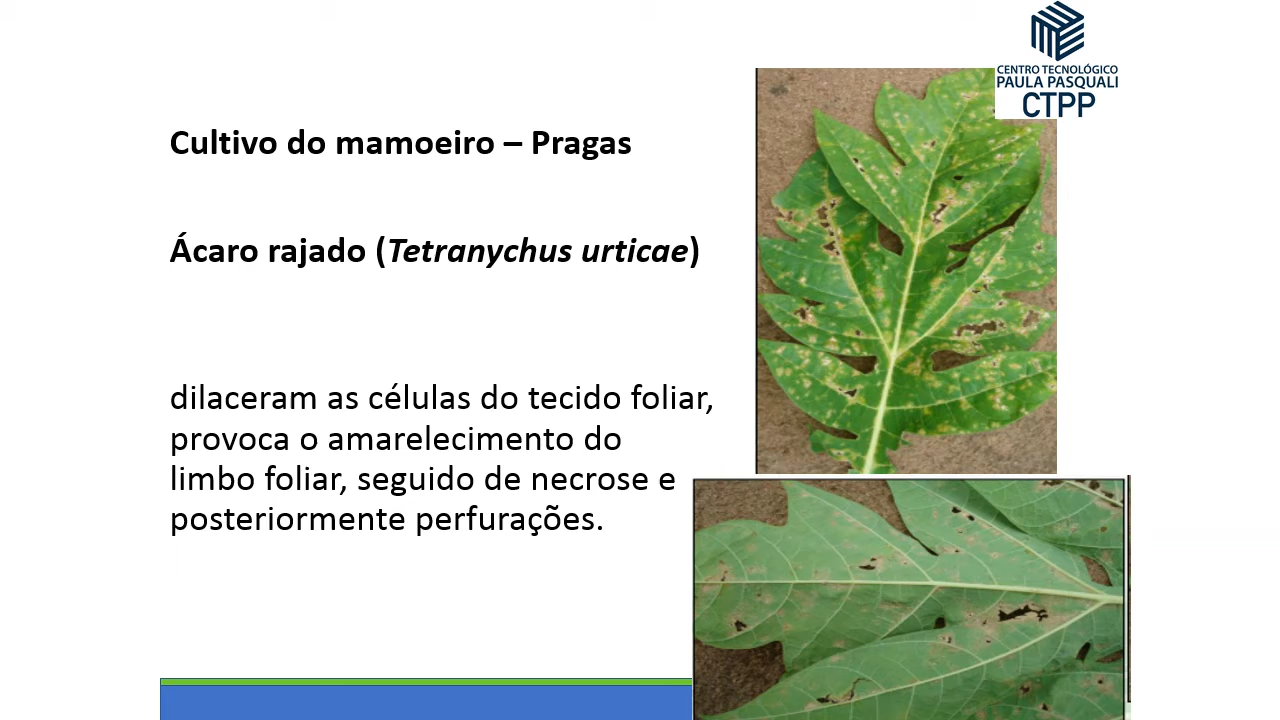 CENTRO TECNOLÓGICO
PAULA PASQUALI
CTPP
Cultivo do mamoeiro – Pragas
Ácaro rajado (Tetranychus urticae)
dilaceram as células do tecido foliar,
provoca o amarelecimento do
limbo foliar, seguido de necrose e
posteriormente perfurações.